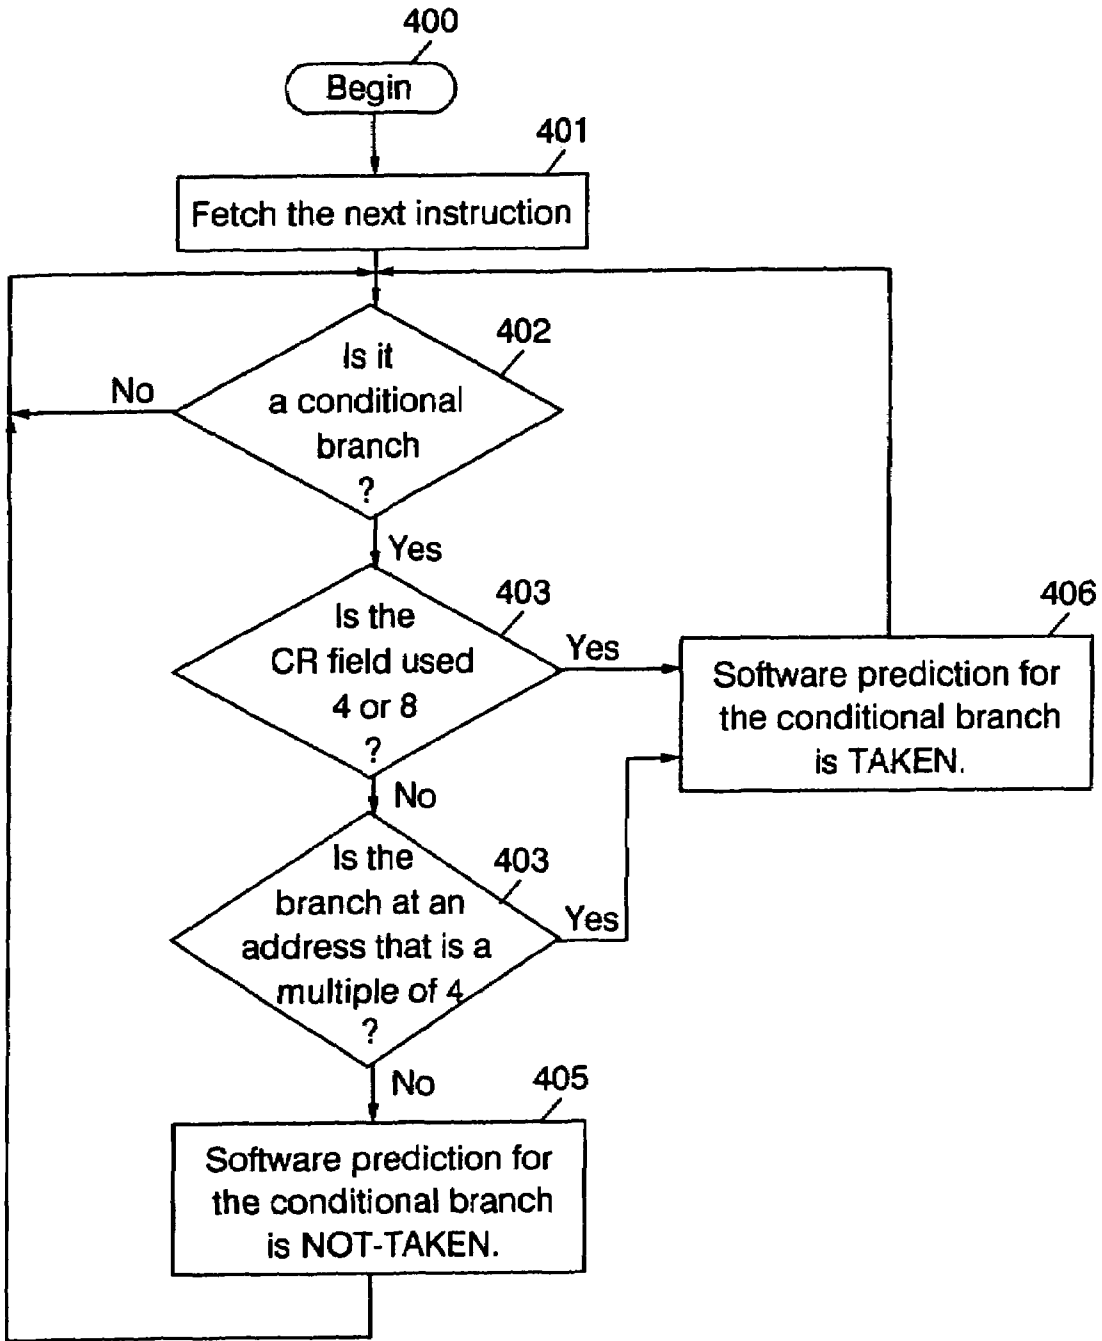 400
Begin
401
Fetch the next instruction
402
Is it
a conditional
branch
?
No
Yes
403
Is the
CR field used
4 or 8
?
Yes
406
Software prediction for
the conditional branch
is TAKEN.
No
403
Is the
branch at an
address that is a
multiple of 4
?
Yes
No
405
Software prediction for
the conditional branch
is NOT-TAKEN.